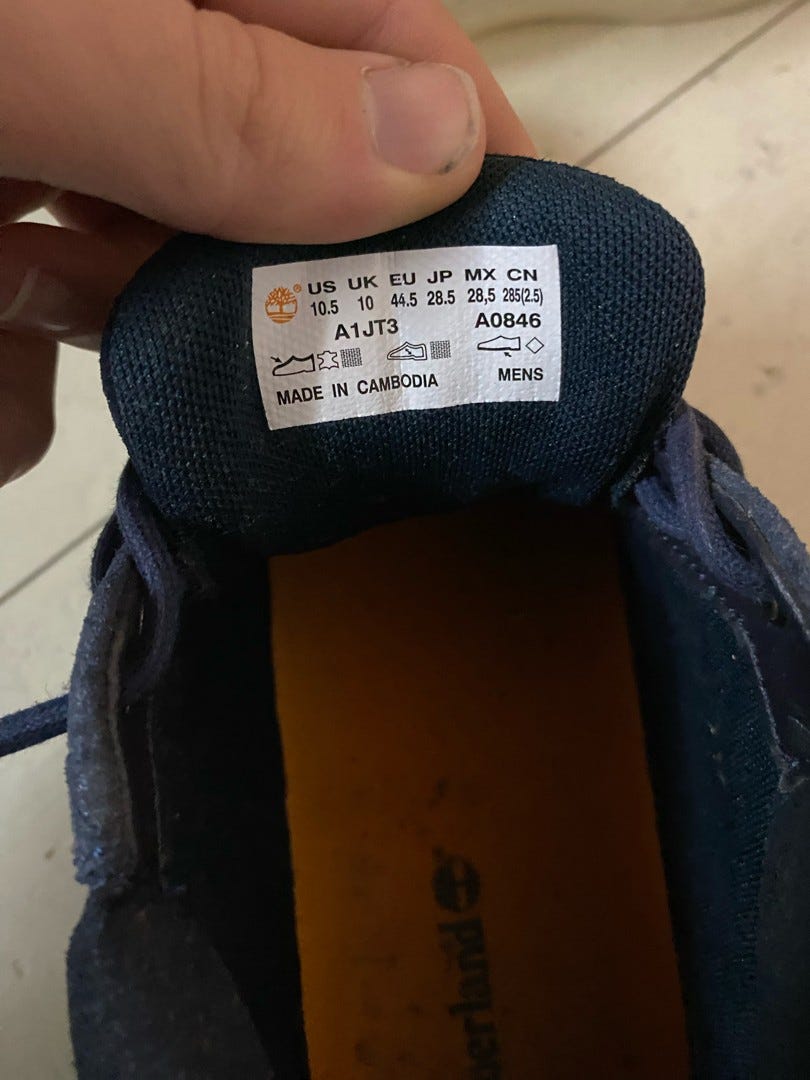 ® US UK EU JP MX CN
10.5 10 44.5 28.5 28,5 285(2.5)
A1JT3 A0846
MADE IN CAMBODIA MENS